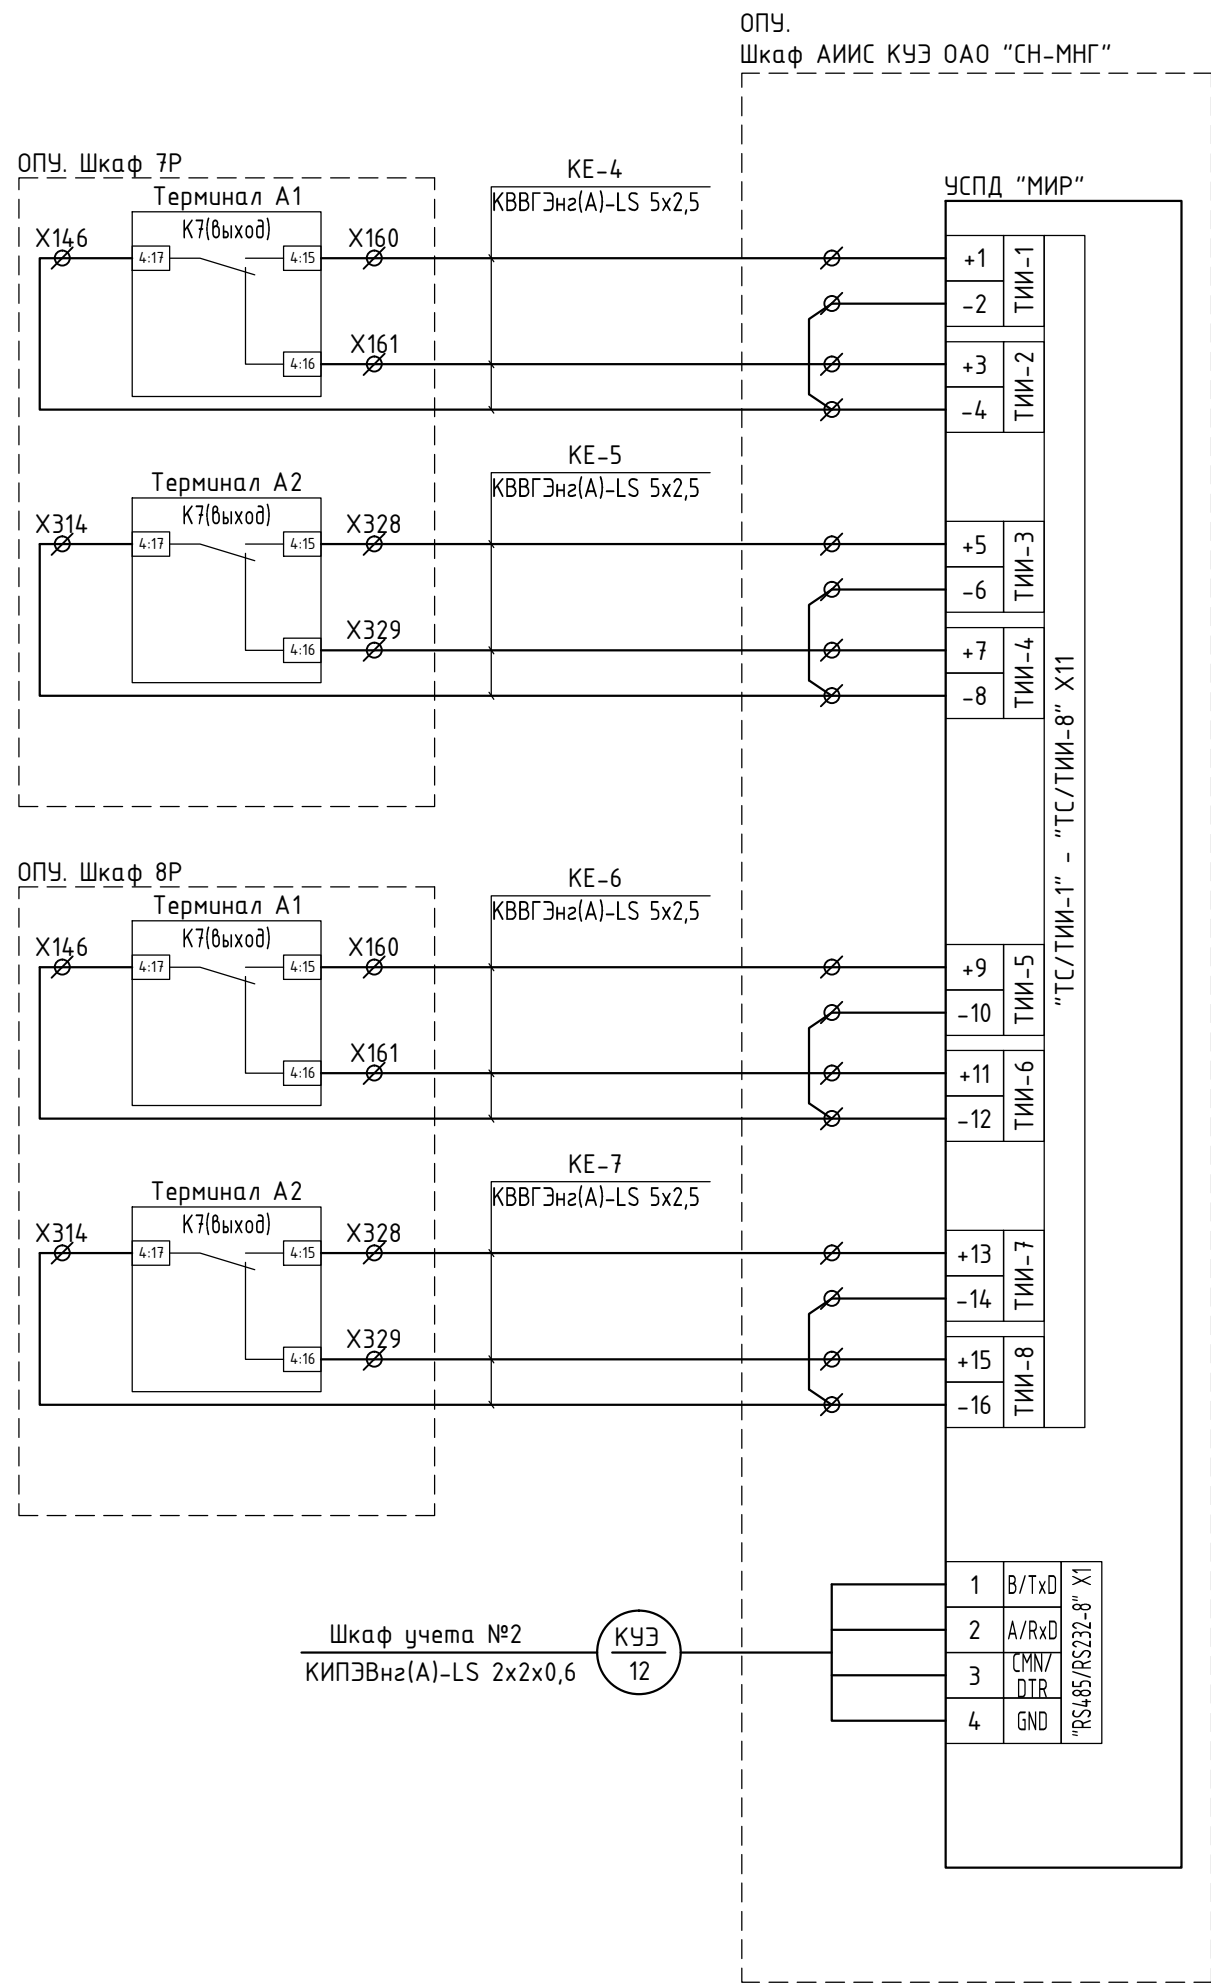 ОПУ.
Шкаф АИИС КУЭ ОАО "СН-МНГ"
ОПУ. Шкаф 7Р
Терминал А1
К7(выход)
Х146
4:17
4:15
Х160
4:16
Х161
КЕ-4
КВВГЭнг(А)-LS 5х2,5
Терминал А2
К7(выход)
Х314
4:17
4:15
Х328
4:16
Х329
КЕ-5
КВВГЭнг(А)-LS 5х2,5
ОПУ. Шкаф 8Р
Терминал А1
К7(выход)
Х146
4:17
4:15
Х160
4:16
Х161
КЕ-6
КВВГЭнг(А)-LS 5х2,5
Терминал А2
К7(выход)
Х314
4:17
4:15
Х328
4:16
Х329
КЕ-7
КВВГЭнг(А)-LS 5х2,5
УСПД "МИР"
+1
-2
ТИИ-1
+3
-4
ТИИ-2
+5
-6
ТИИ-3
+7
-8
ТИИ-4
+9
-10
ТИИ-5
+11
-12
ТИИ-6
+13
-14
ТИИ-7
+15
-16
ТИИ-8
"ТС/ТИИ-1" - "ТС/ТИИ-8" Х11
Шкаф учета №2
КИПЭВнг(А)-LS 2х2х0,6
КУЭ
12
1 B/TxD
2 A/RxD
3 CMN/
DTR
4 GND
"RS485/RS232-8" X1